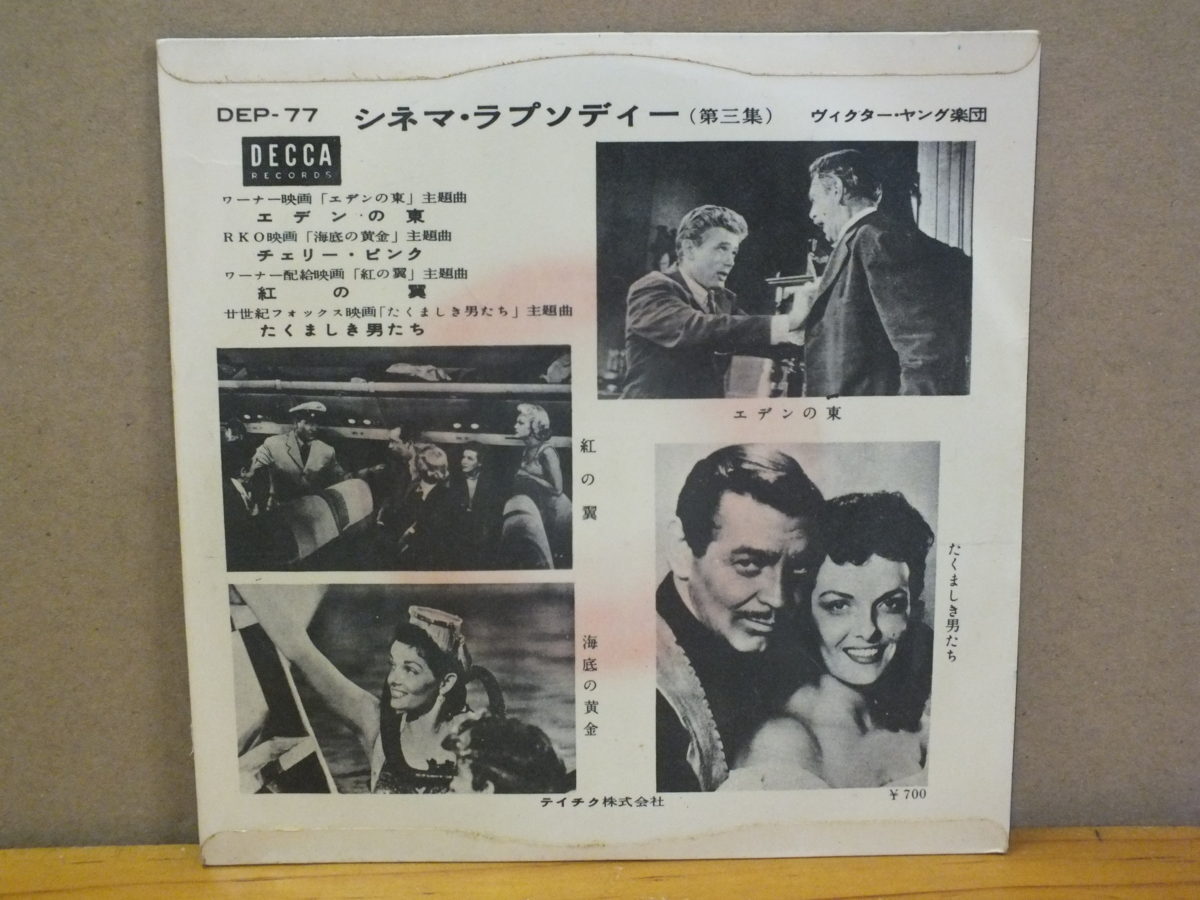 DEP-77 シネマ・ラプソディー（第三集） ヴィクター・ヤング楽団
DECCA
RECORDS
ワーナー映画「エデンの東」主題曲
エデンの東
RKO映画「海底の黄金」主題曲
チェリー・ピンク
ワーナー配給映画「紅の翼」主題曲
紅の翼
廿世紀フォックス映画「たくましき男たち」主題曲
たくましき男たち
エデンの東
紅の翼
たくましき男たち
海底の黄金
¥700
テイチク株式会社